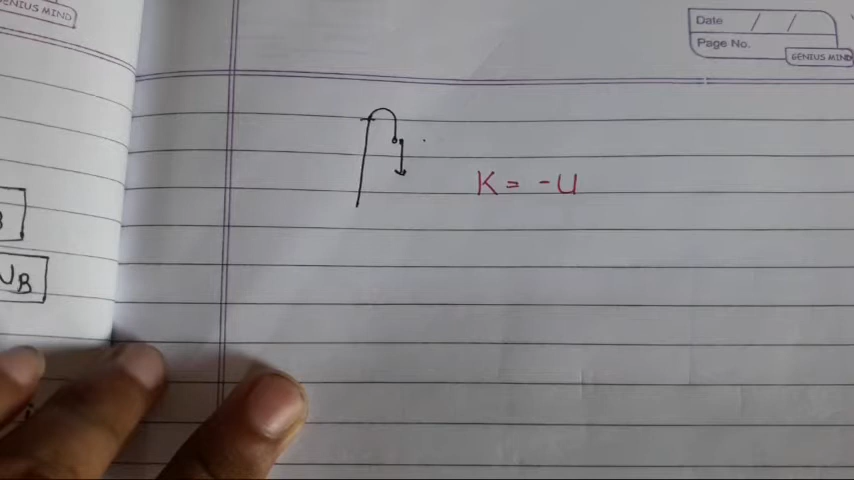 GENIUS MIND
Date / /
Page No.
GENIUS MIND
K = -U
B
UB